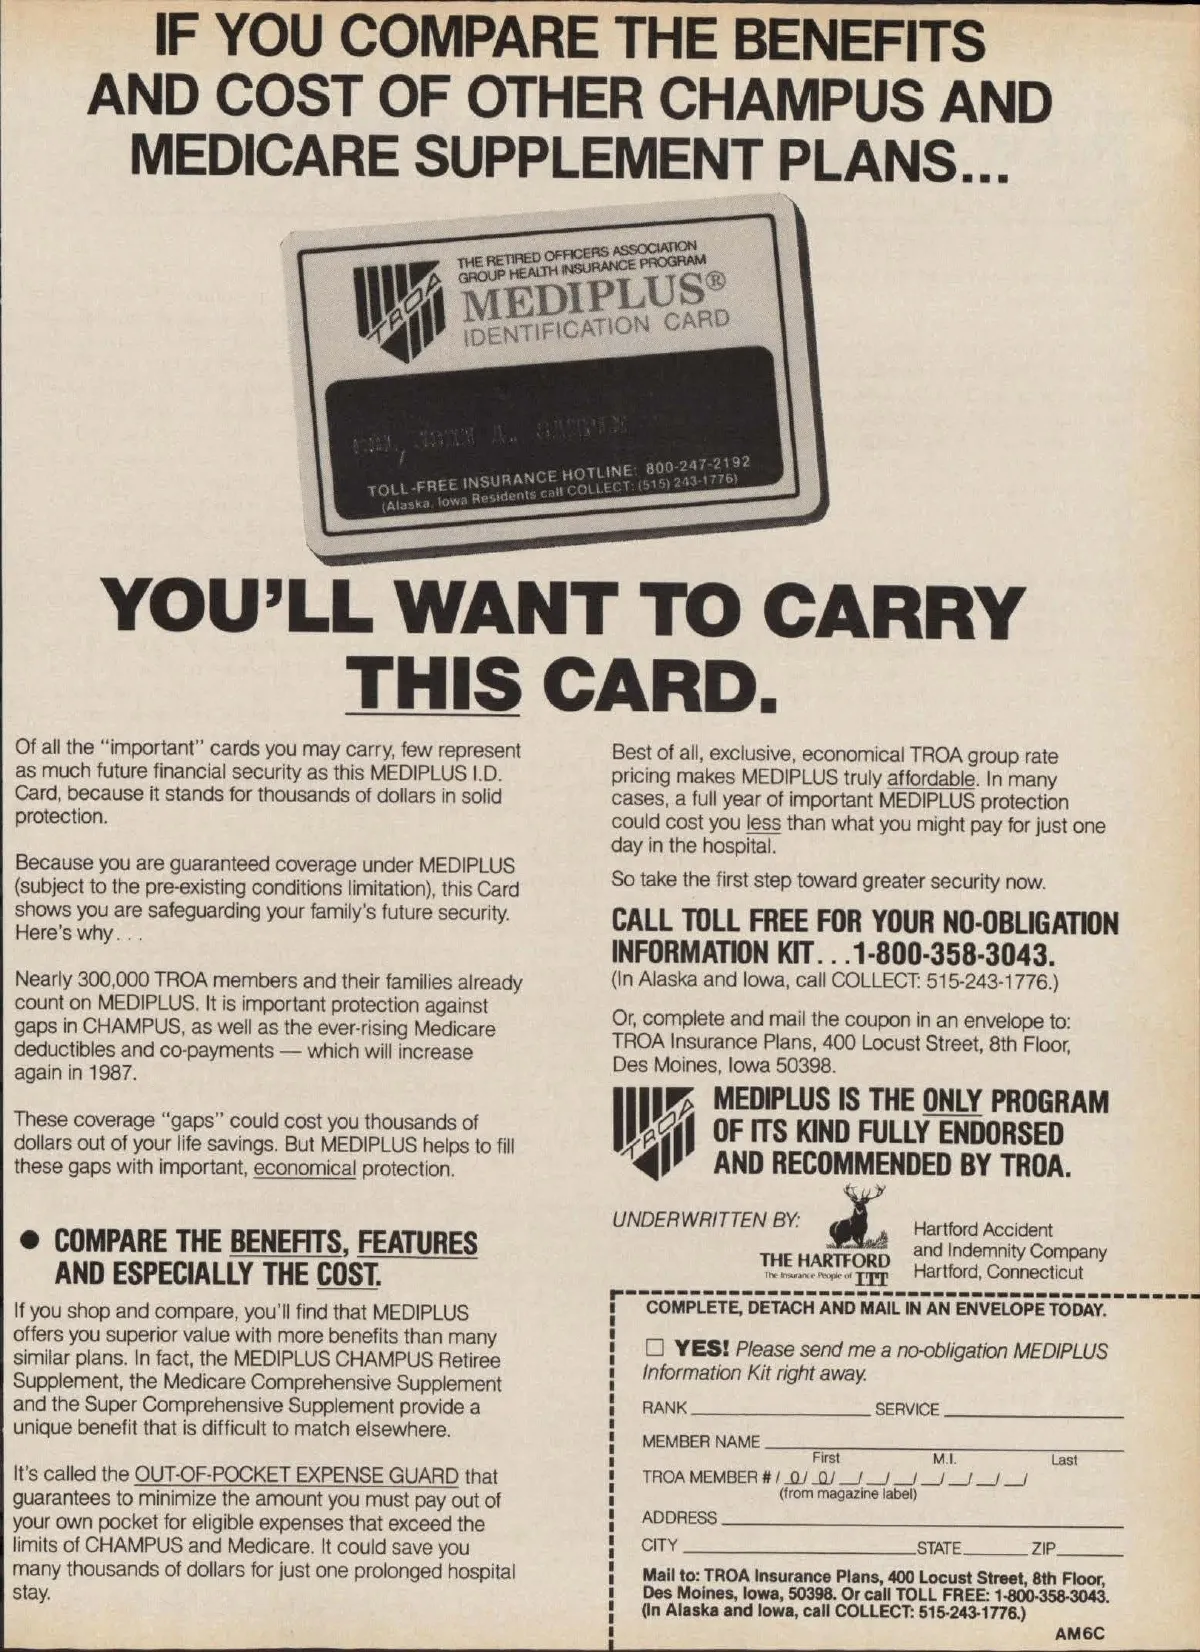 IF YOU COMPARE THE BENEFITS
AND COST OF OTHER CHAMPUS AND
MEDICARE SUPPLEMENT PLANS...
THE RETIRED OFFICERS ASSOCIATION
GROUP HEALTH INSURANCE PROGRAM
TROA
MEDIPLUS®
IDENTIFICATION CARD
JOHN A.
TOLL-FREE INSURANCE HOTLINE: 800-247-2192
(Alaska, Iowa Residents call COLLECT: (515) 243-1776)
YOU'LL WANT TO CARRY
THIS CARD.
Of all the "important" cards you may carry, few represent
as much future financial security as this MEDIPLUS I.D.
Card, because it stands for thousands of dollars in solid
protection.
Because you are guaranteed coverage under MEDIPLUS
(subject to the pre-existing conditions limitation), this Card
shows you are safeguarding your family's future security.
Here's why...
Nearly 300,000 TROA members and their families already
count on MEDIPLUS. It is important protection against
gaps in CHAMPUS, as well as the ever-rising Medicare
deductibles and co-payments — which will increase
again in 1987.
These coverage "gaps" could cost you thousands of
dollars out of your life savings. But MEDIPLUS helps to fill
these gaps with important, economical protection.
● COMPARE THE BENEFITS, FEATURES
AND ESPECIALLY THE COST.
If you shop and compare, you'll find that MEDIPLUS
offers you superior value with more benefits than many
similar plans. In fact, the MEDIPLUS CHAMPUS Retiree
Supplement, the Medicare Comprehensive Supplement
and the Super Comprehensive Supplement provide a
unique benefit that is difficult to match elsewhere.
It's called the OUT-OF-POCKET EXPENSE GUARD that
guarantees to minimize the amount you must pay out of
your own pocket for eligible expenses that exceed the
limits of CHAMPUS and Medicare. It could save you
many thousands of dollars for just one prolonged hospital
stay.
Best of all, exclusive, economical TROA group rate
pricing makes MEDIPLUS truly affordable. In many
cases, a full year of important MEDIPLUS protection
could cost you less than what you might pay for just one
day in the hospital.
So take the first step toward greater security now.
CALL TOLL FREE FOR YOUR NO-OBLIGATION
INFORMATION KIT...1-800-358-3043.
(In Alaska and Iowa, call COLLECT: 515-243-1776.)
Or, complete and mail the coupon in an envelope to:
TROA Insurance Plans, 400 Locust Street, 8th Floor,
Des Moines, Iowa 50398.
TROA
MEDIPLUS IS THE ONLY PROGRAM
OF ITS KIND FULLY ENDORSED
AND RECOMMENDED BY TROA.
UNDERWRITTEN BY:
THE HARTFORD
The Insurance People of ITT
Hartford Accident
and Indemnity Company
Hartford, Connecticut
COMPLETE, DETACH AND MAIL IN AN ENVELOPE TODAY.
☐ YES! Please send me a no-obligation MEDIPLUS
Information Kit right away.
RANK____ SERVICE____
MEMBER NAME____
First M.I. Last
TROA MEMBER # / 0 / 0 / __/__/__/__/__/__/__/
(from magazine label)
ADDRESS____
CITY____STATE____ZIP____
Mail to: TROA Insurance Plans, 400 Locust Street, 8th Floor,
Des Moines, Iowa, 50398. Or call TOLL FREE: 1-800-358-3043.
(In Alaska and Iowa, call COLLECT: 515-243-1776.)
AM6C